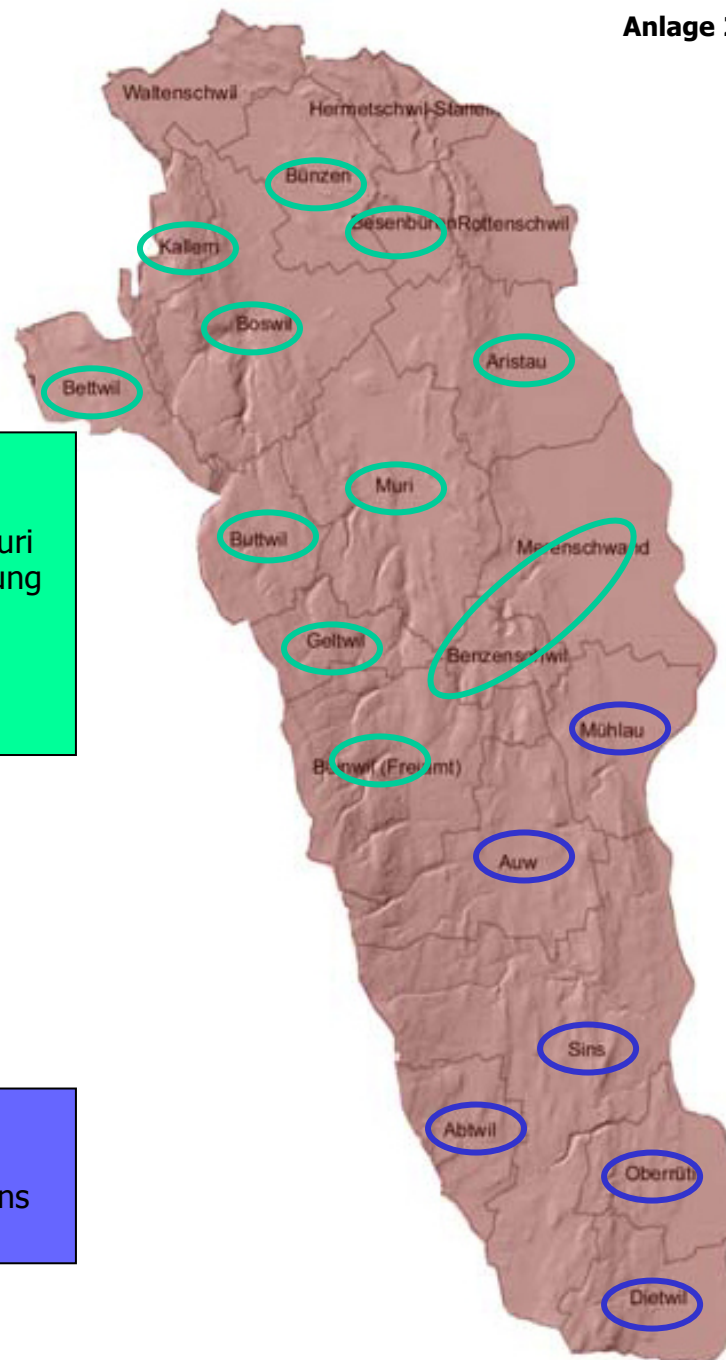 Anlage
Waltenschwil
Hermetschwil-Staffeln
Bünzen
Besenbüren
Rottenschwil
Kallern
Boswil
Aristau
Bettwil
Muri
uri
ung
Buttwil
Merenschwand
Geltwil
Benzenschwil
Mühlau
Beinwil (Freiamt)
Auw
Sins
Abtwil
ns
Oberrüti
Dietwil